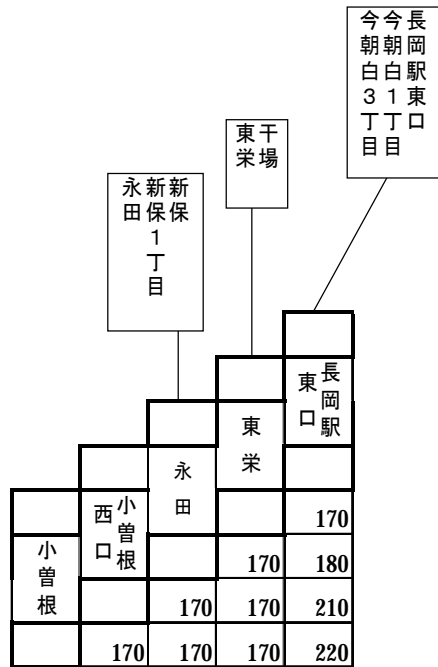 長岡駅東口
今朝白1丁目
今朝白3丁目
干場
東栄
新保
新保1丁目
永田
長岡駅
東口
東栄
永田
小曽根
西口
小曽根
170
170 180
170 170 210
170 170 170 220